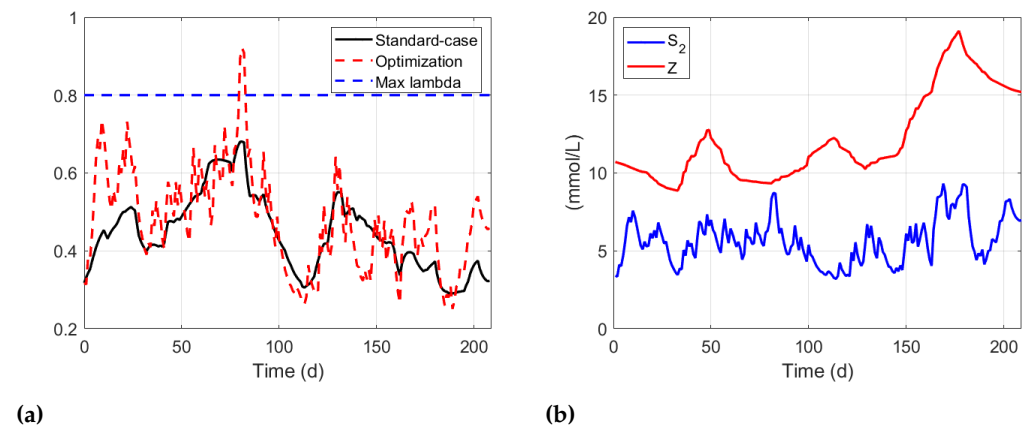 1
0.8
0.6
0.4
0.2
0
50
100
150
200
Time (d)
Standard-case
Optimization
Max lambda
(a)
20
15
10
5
0
0
50
100
150
200
Time (d)
(mmol/L)
S2
Z
(b)